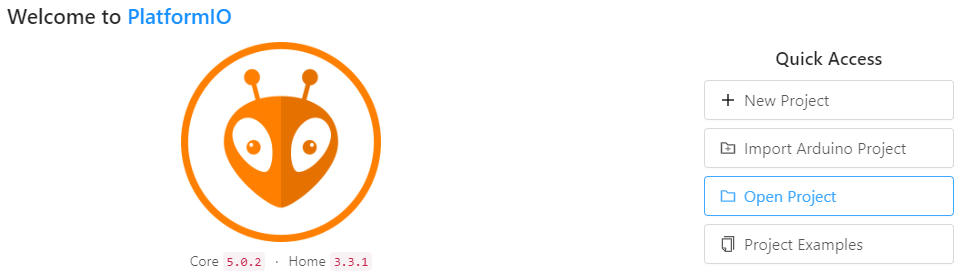 Welcome to PlatformIO
Quick Access
New Project
Import Arduino Project
Open Project
Project Examples
Core 5.0.2 · Home 3.3.1